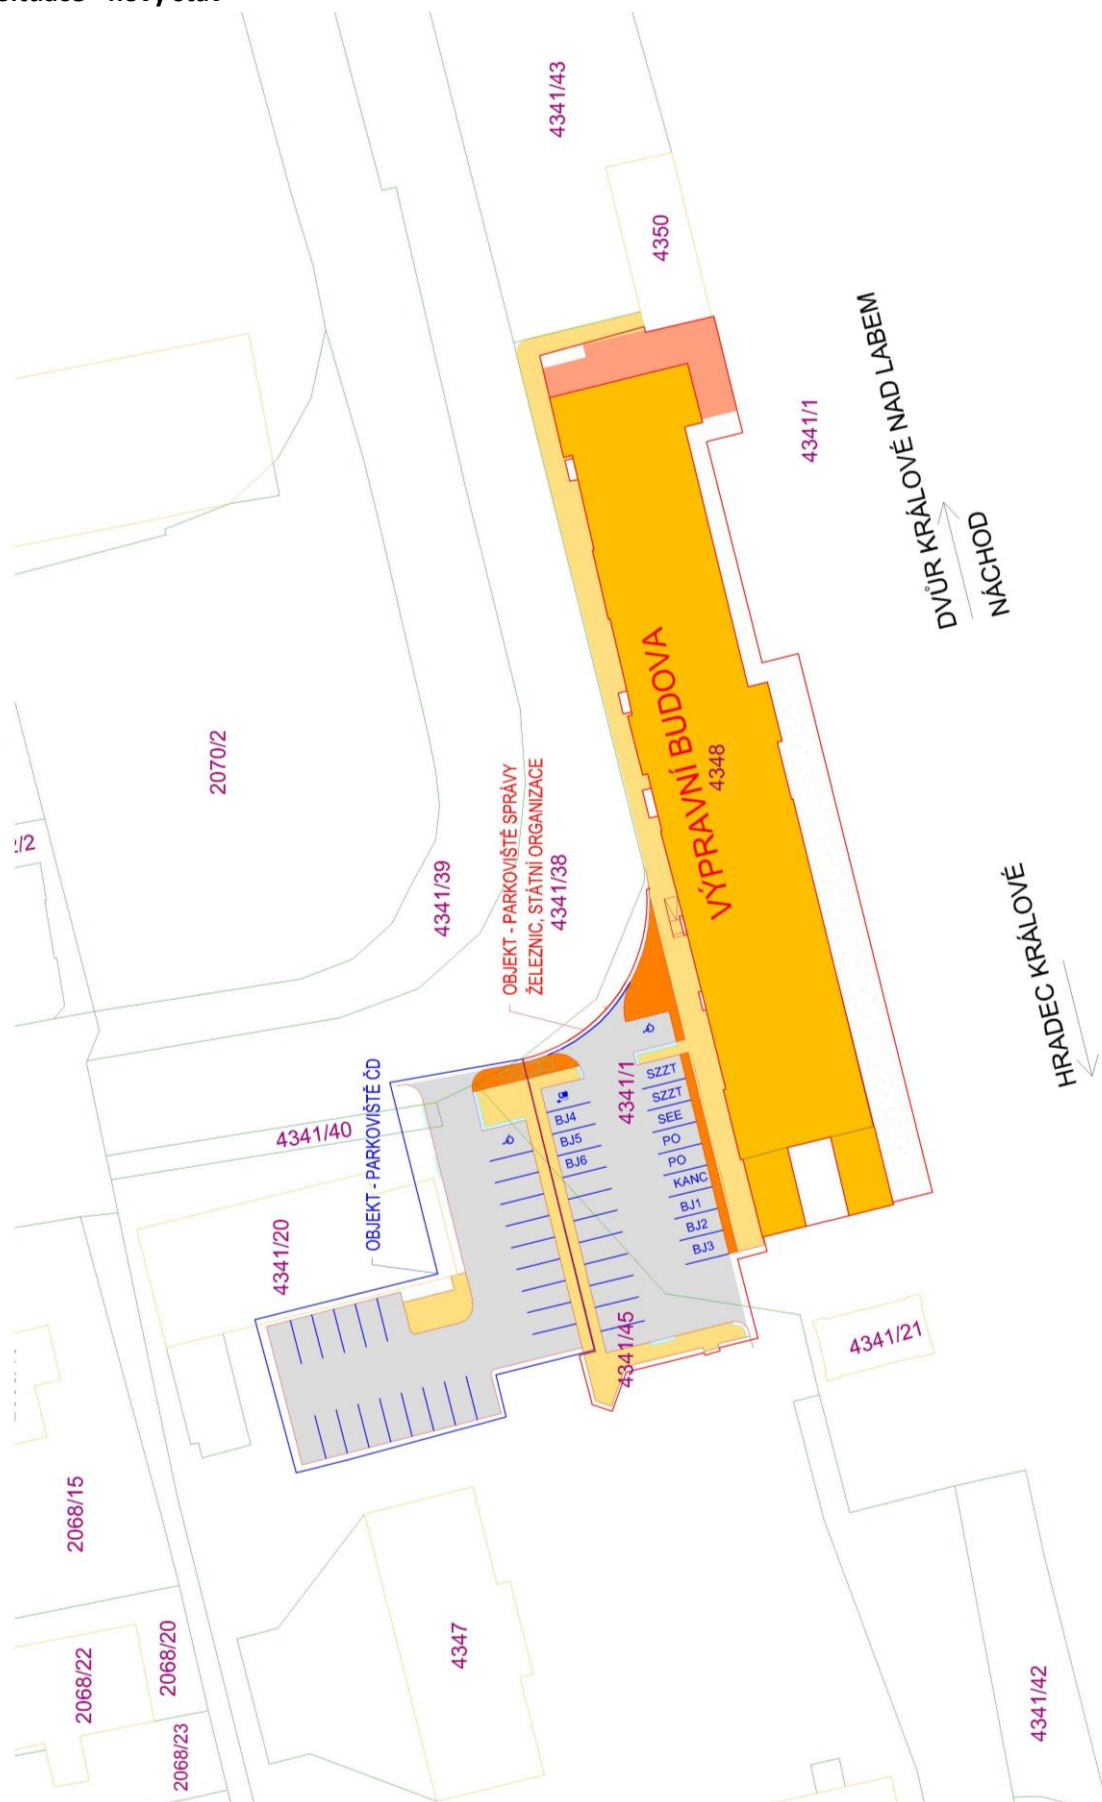 Situace - nový stav
4341/43
4350
4341/1
DVŮR KRÁLOVÉ NAD LABEM
NÁCHOD
2070/2
VÝPRAVNÍ BUDOVA
4348
OBJEKT - PARKOVIŠTĚ SPRÁVY
ŽELEZNIC, STÁTNÍ ORGANIZACE
4341/38
4341/39
HRADEC KRÁLOVÉ
OBJEKT - PARKOVIŠTĚ ČD
4341/40
4341/20
4341/1
BJ4
BJ5
BJ6
SZZT
SZZT
SEE
PO
PO
KANC
BJ1
BJ2
BJ3
4341/45
4341/21
2068/15
2068/22
2068/20
2068/23
4347
4341/42